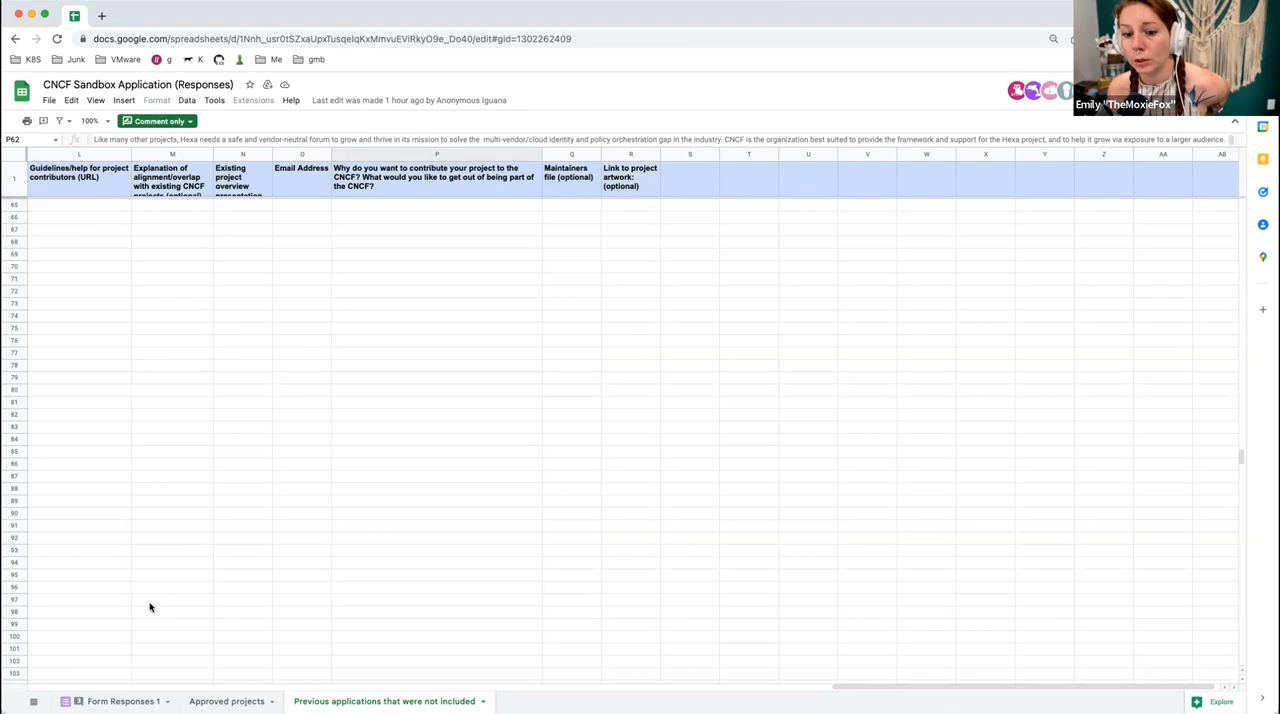 docs.google.com/spreadsheets/d/1Nnh_usr0tSZxaUpxTusqeIqKxMmvuEViRkyO9e_Do40/edit#gid=1302262409
K8S Junk VMware g K Me gmb
CNCF Sandbox Application (Responses)
File Edit View Insert Format Data Tools Extensions Help Last edit was made 1 hour ago by Anonymous Iguana
100% Comment only
Emily "TheMoxieFox"
P62 fx Like many other projects, Hexa needs a safe and vendor-neutral forum to grow and thrive in its mission to solve the multi-vendor/cloud identity and policy orchestration gap in the industry. CNCF is the organization best suited to provide the framework and support for the Hexa project, and to help it grow via exposure to a larger audience.
L M N O P Q R S T U V W X Y Z AA AB
1
Guidelines/help for project
contributors (URL)
Explanation of
alignment/overlap
with existing CNCF
projects (optional)
Existing
project
overview
presentation
Email Address
Why do you want to contribute your project to the
CNCF? What would you like to get out of being part of
the CNCF?
Maintainers
file (optional)
Link to project
artwork:
(optional)
65
66
67
68
69
70
71
72
73
74
75
76
77
78
79
80
81
82
83
84
85
86
87
88
89
90
91
92
93
94
95
96
97
98
99
100
101
102
103
3 Form Responses 1 Approved projects Previous applications that were not included Explore